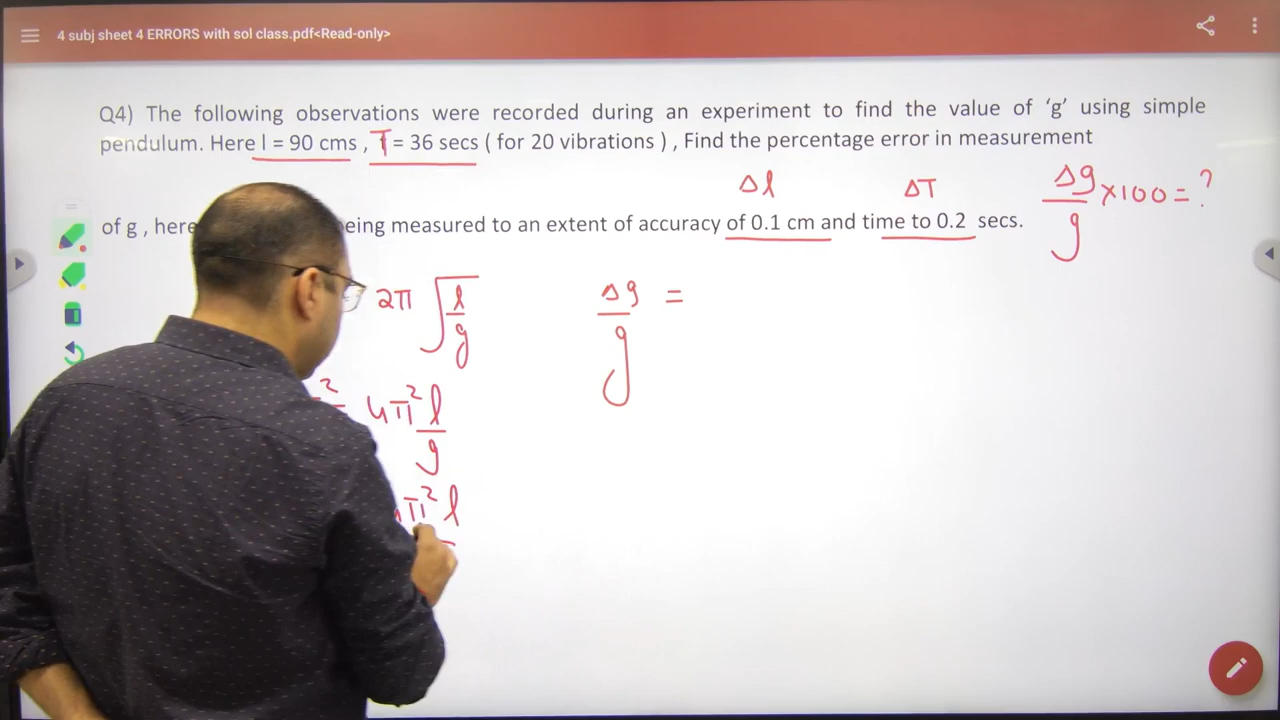 4 subj sheet 4 ERRORS with sol class.pdf<Read-only>
Q4) The following observations were recorded during an experiment to find the value of ‘g’ using simple
pendulum. Here l = 90 cms , T = 36 secs ( for 20 vibrations ) , Find the percentage error in measurement
Δl ΔT Δg/g ×100 = ?
of g , here being measured to an extent of accuracy of 0.1 cm and time to 0.2 secs.
2π √(l/g) Δg/g =
² = 4π² l/g
π² l